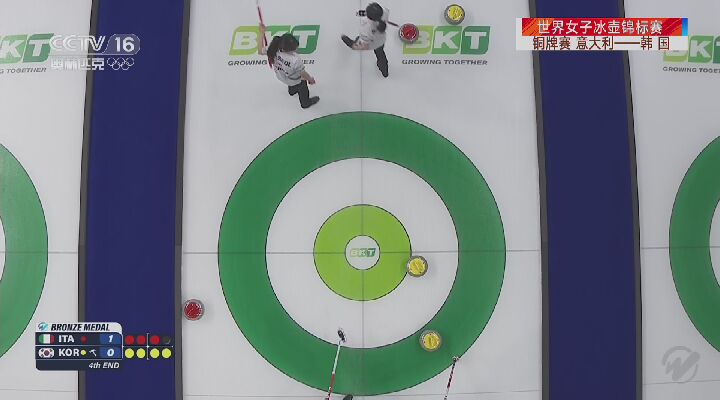 CCTV 16
奥林匹克
世界女子冰壶锦标赛
铜牌赛 意大利——韩 国
BKT
GROWING TOGETHER
BKT
GROWING TOGETHER
BKT
GROWING TOGETHER
GROWING TOGETHER
BKT
BRONZE MEDAL
ITA 1
KOR 0
4th END